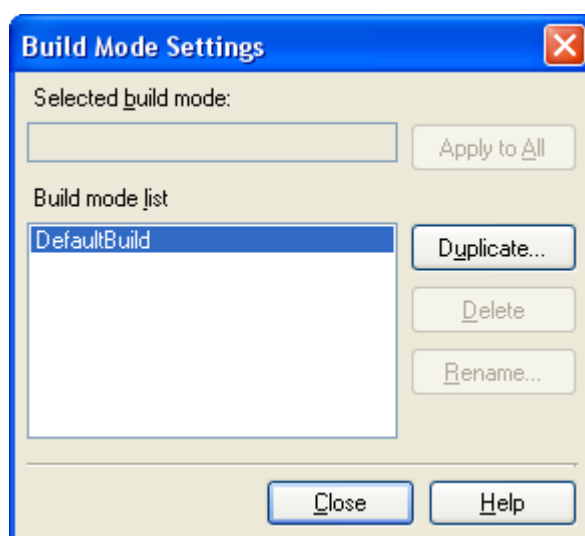 Build Mode Settings
Selected build mode:
Apply to All
Build mode list
DefaultBuild
Duplicate...
Delete
Rename...
Close
Help